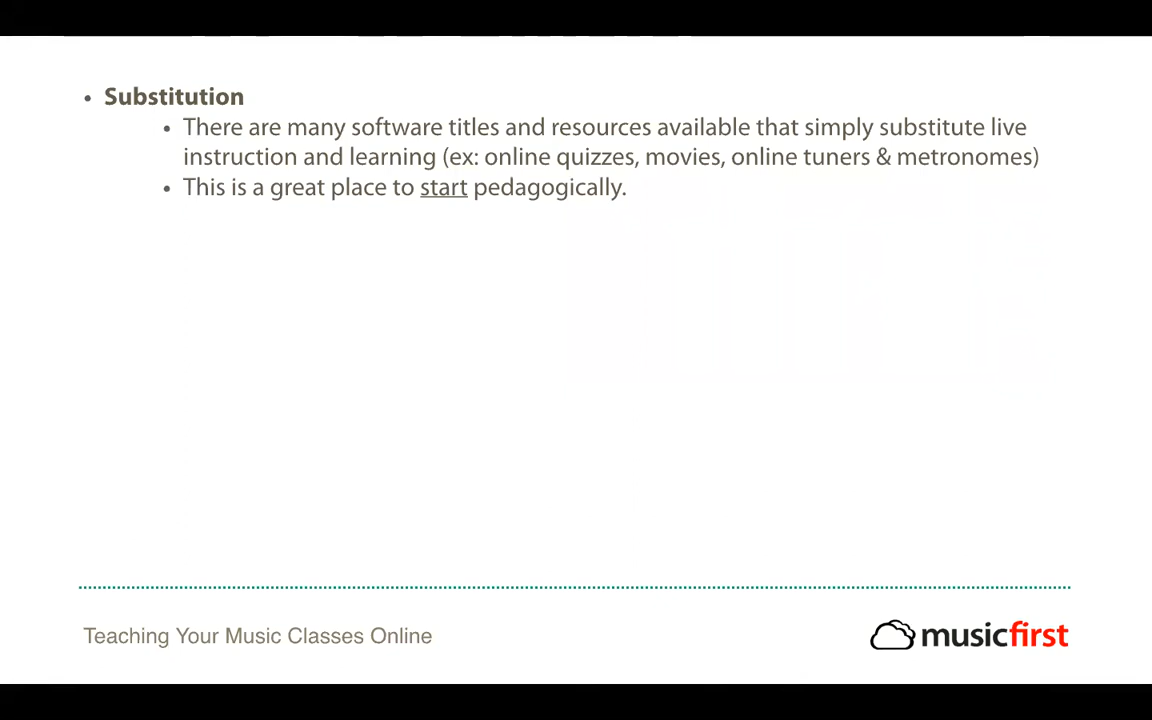 • Substitution
• There are many software titles and resources available that simply substitute live
instruction and learning (ex: online quizzes, movies, online tuners & metronomes)
• This is a great place to start pedagogically.
Teaching Your Music Classes Online
musicfirst